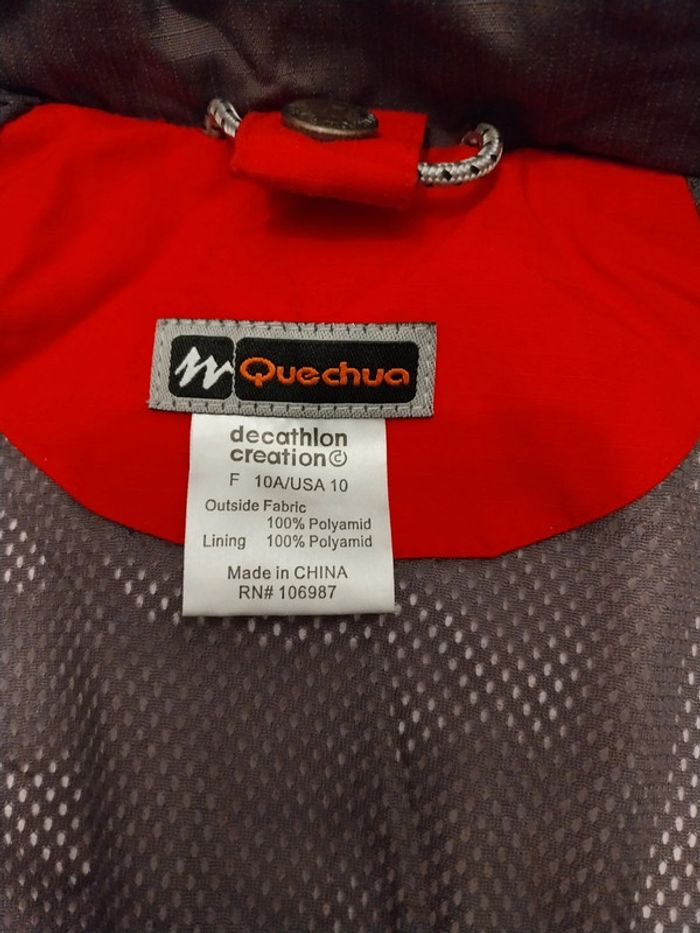 Quechua
decathlon
creation©
F 10A/USA 10
Outside Fabric
100% Polyamid
Lining 100% Polyamid
Made in CHINA
RN# 106987